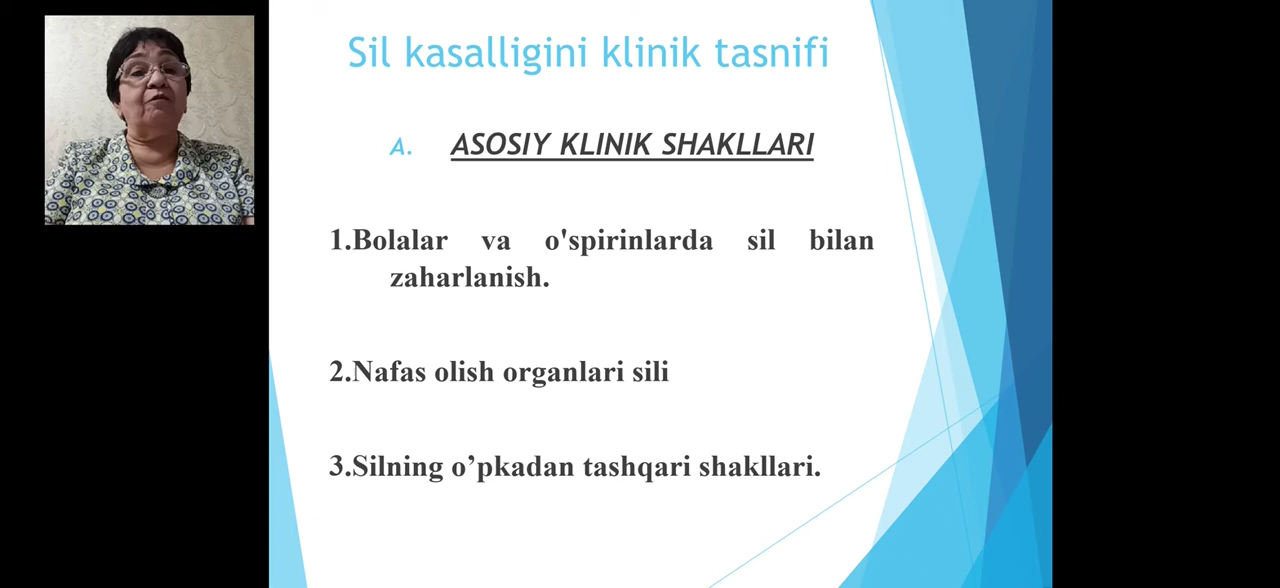 Sil kasalligini klinik tasnifi
A. ASOSIY KLINIK SHAKLLARI
1.Bolalar va o'spirinlarda sil bilan
zaharlanish.
2.Nafas olish organlari sili
3.Silning o’pkadan tashqari shakllari.